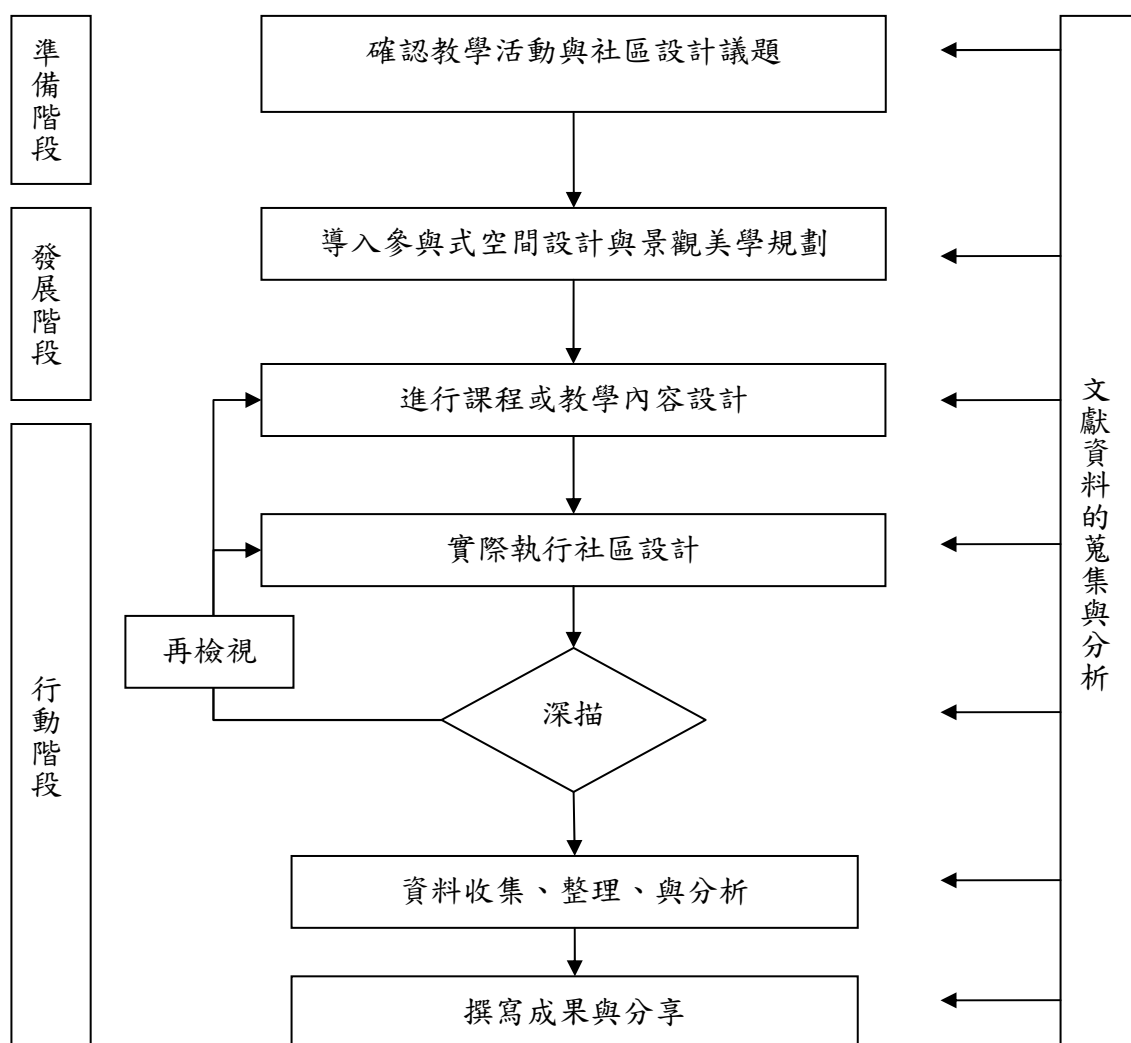 準備階段
確認教學活動與社區設計議題
發展階段
導入參與式空間設計與景觀美學規劃
進行課程或教學內容設計
實際執行社區設計
再檢視
行動階段
深描
資料收集、整理、與分析
撰寫成果與分享
文獻資料的蒐集與分析